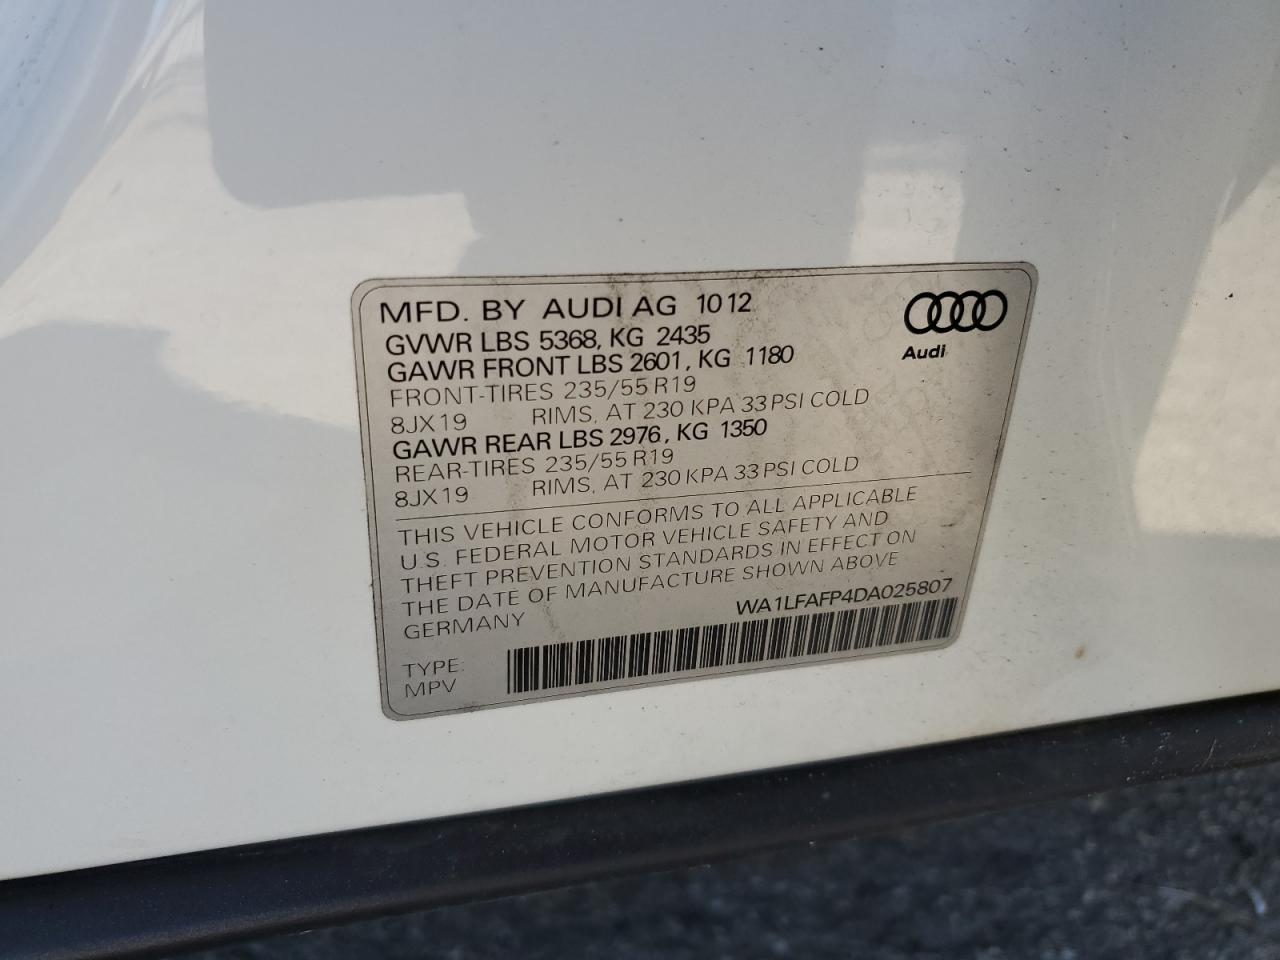 MFD. BY AUDI AG 10 12
GVWR LBS 5368, KG 2435
GAWR FRONT LBS 2601, KG 1180
FRONT-TIRES 235/55 R19
8JX19 RIMS, AT 230 KPA 33 PSI COLD
GAWR REAR LBS 2976, KG 1350
REAR-TIRES 235/55 R19
8JX19 RIMS, AT 230 KPA 33 PSI COLD
Audi
THIS VEHICLE CONFORMS TO ALL APPLICABLE
U.S. FEDERAL MOTOR VEHICLE SAFETY AND
THEFT PREVENTION STANDARDS IN EFFECT ON
THE DATE OF MANUFACTURE SHOWN ABOVE
GERMANY WA1LFAFP4DA025807
TYPE:
MPV